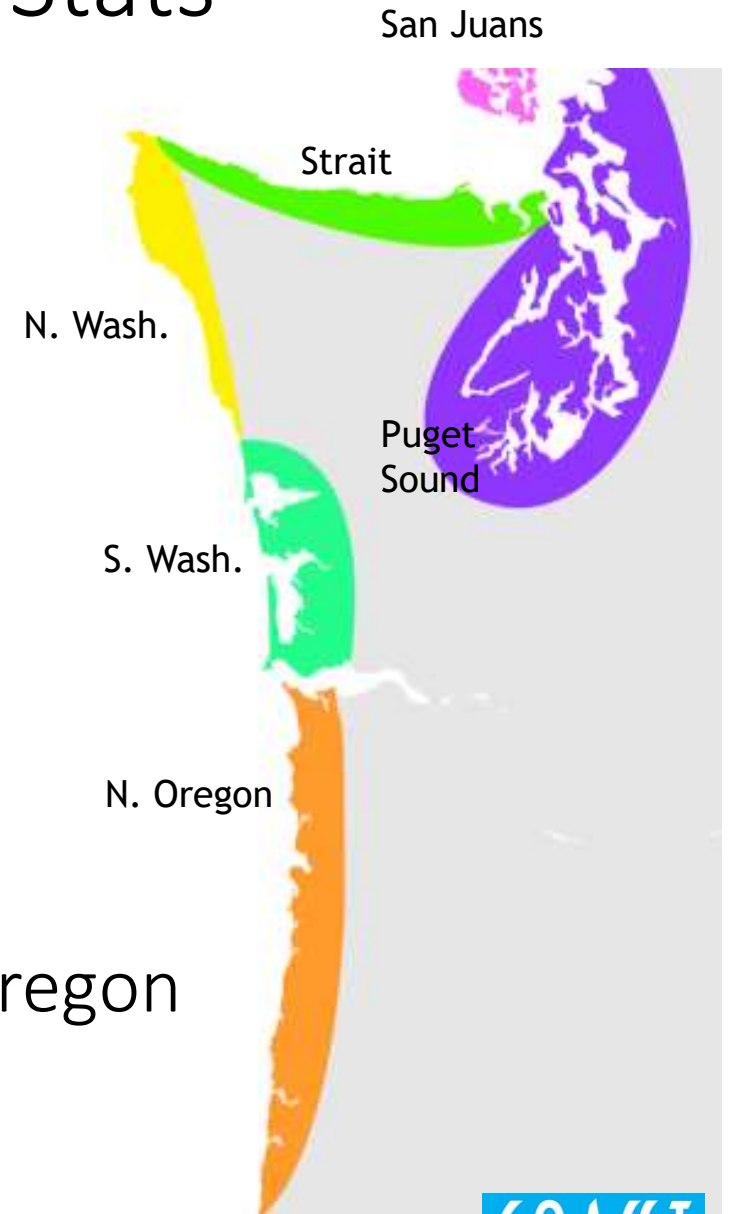 Stats
San Juans
Strait
N. Wash.
Puget
Sound
S. Wash.
N. Oregon
regon